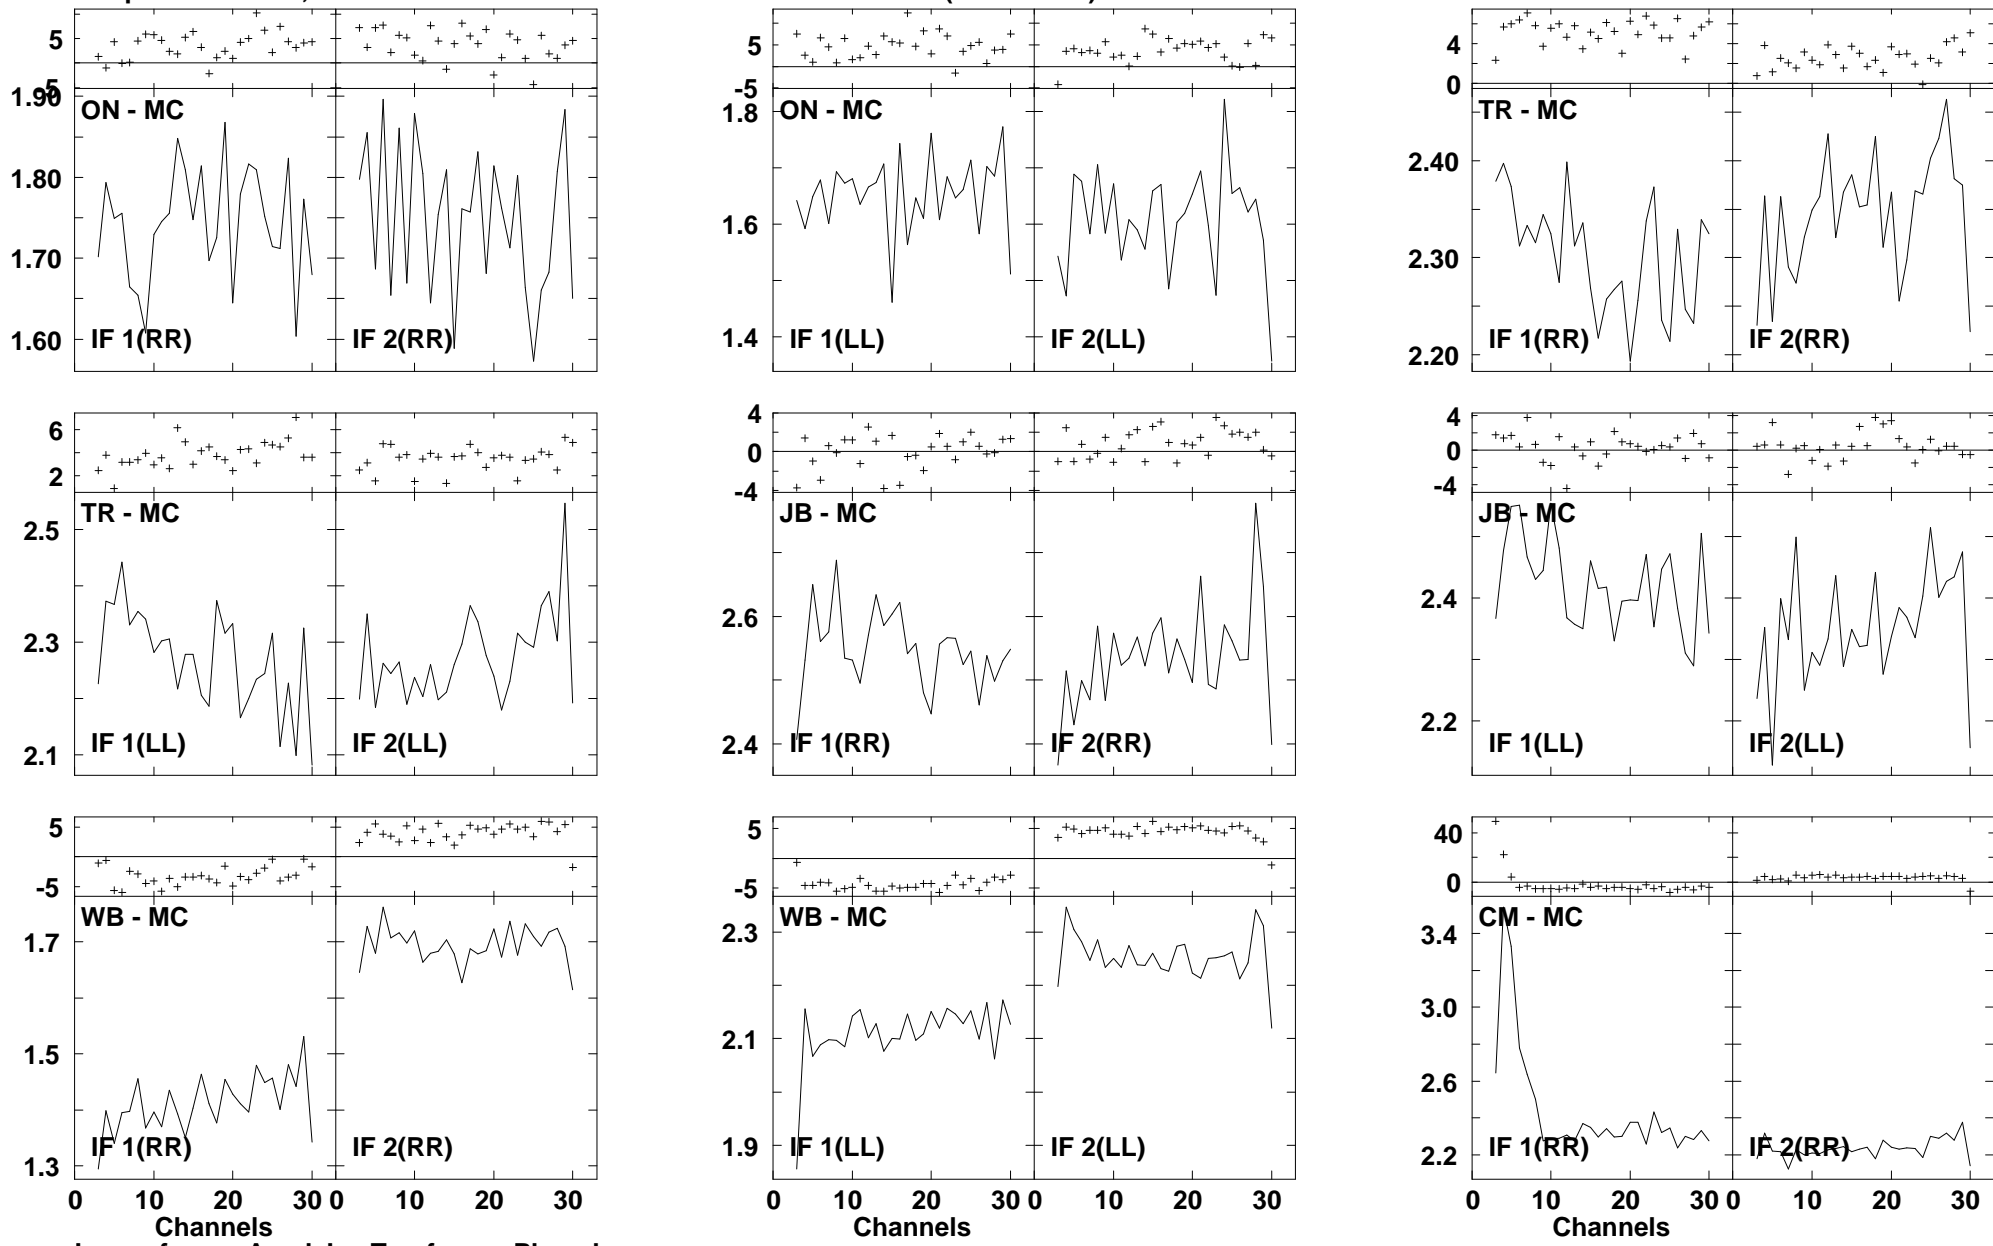 5 5 4
-5 -5 0
1.90 ON - MC 1.8 ON - MC TR - MC
2.40
1.80
1.6 2.30
1.70
1.60 IF 1(RR) IF 2(RR) 1.4 IF 1(LL) IF 2(LL) 2.20 IF 1(RR) IF 2(RR)
6 4 4
2 0 0
-4 -4
TR - MC JB - MC JB - MC
2.5
2.6 2.4
2.3
2.2
2.1 IF 1(LL) IF 2(LL) 2.4 IF 1(RR) IF 2(RR) IF 1(LL) IF 2(LL)
5 5 40
-5 -5 0
WB - MC WB - MC CM - MC
1.7 2.3 3.4
3.0
1.5 2.1
2.6
1.3 IF 1(RR) IF 2(RR) 1.9 IF 1(LL) IF 2(LL) 2.2 IF 1(RR) IF 2(RR)
0 10 20 30 0 10 20 30 0 10 20 30 0 10 20 30 0 10 20 30 0 10 20 30
Channels Channels Channels